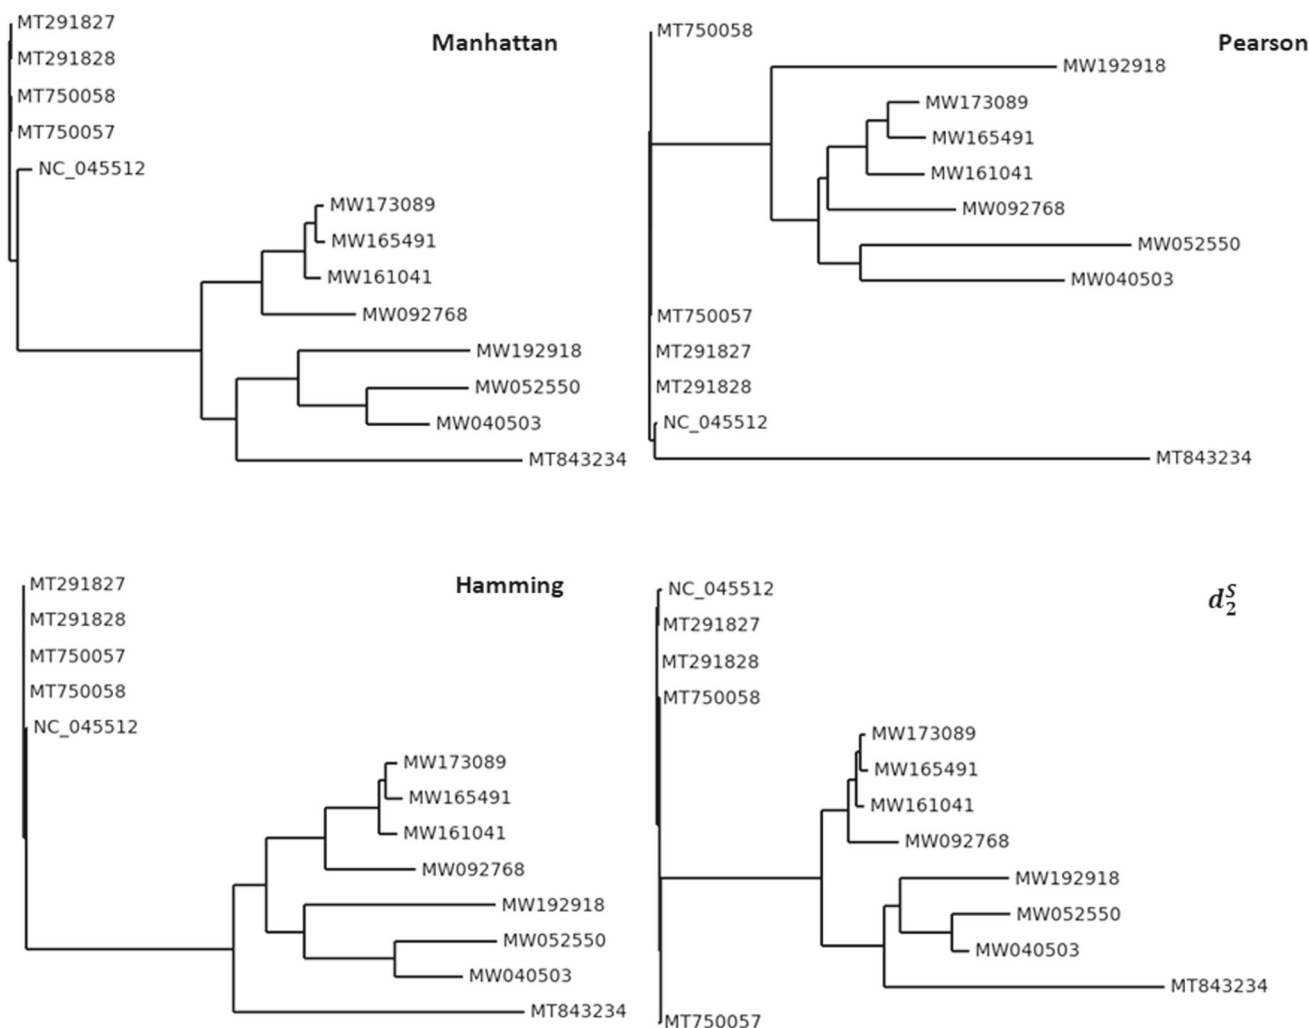 Manhattan
MT291827
MT291828
MT750058
MT750057
NC_045512
MW173089
MW165491
MW161041
MW092768
MW192918
MW052550
MW040503
MT843234
Pearson
MT750058
MW192918
MW173089
MW165491
MW161041
MW092768
MW052550
MW040503
MT750057
MT291827
MT291828
NC_045512
MT843234
Hamming
MT291827
MT291828
MT750057
MT750058
NC_045512
MW173089
MW165491
MW161041
MW092768
MW192918
MW052550
MW040503
MT843234
d₂ˢ
NC_045512
MT291827
MT291828
MT750058
MW173089
MW165491
MW161041
MW092768
MW192918
MW052550
MW040503
MT843234
MT750057